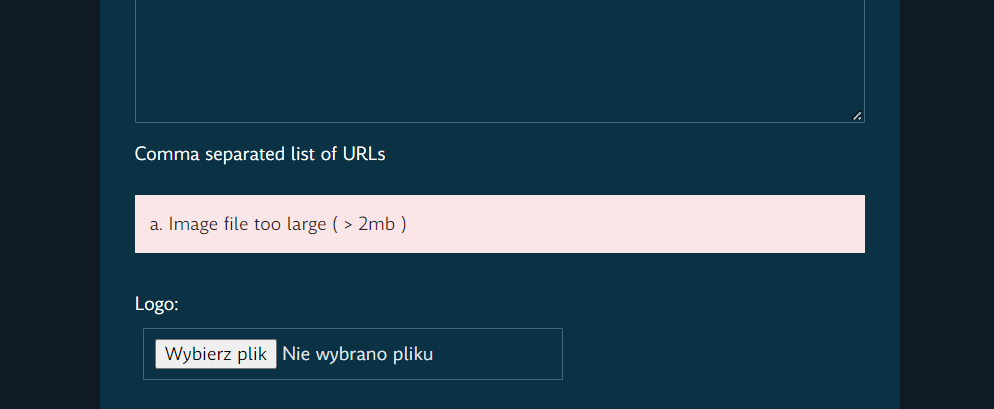 Comma separated list of URLs
a. Image file too large ( > 2mb )
Logo:
Wybierz plik Nie wybrano pliku